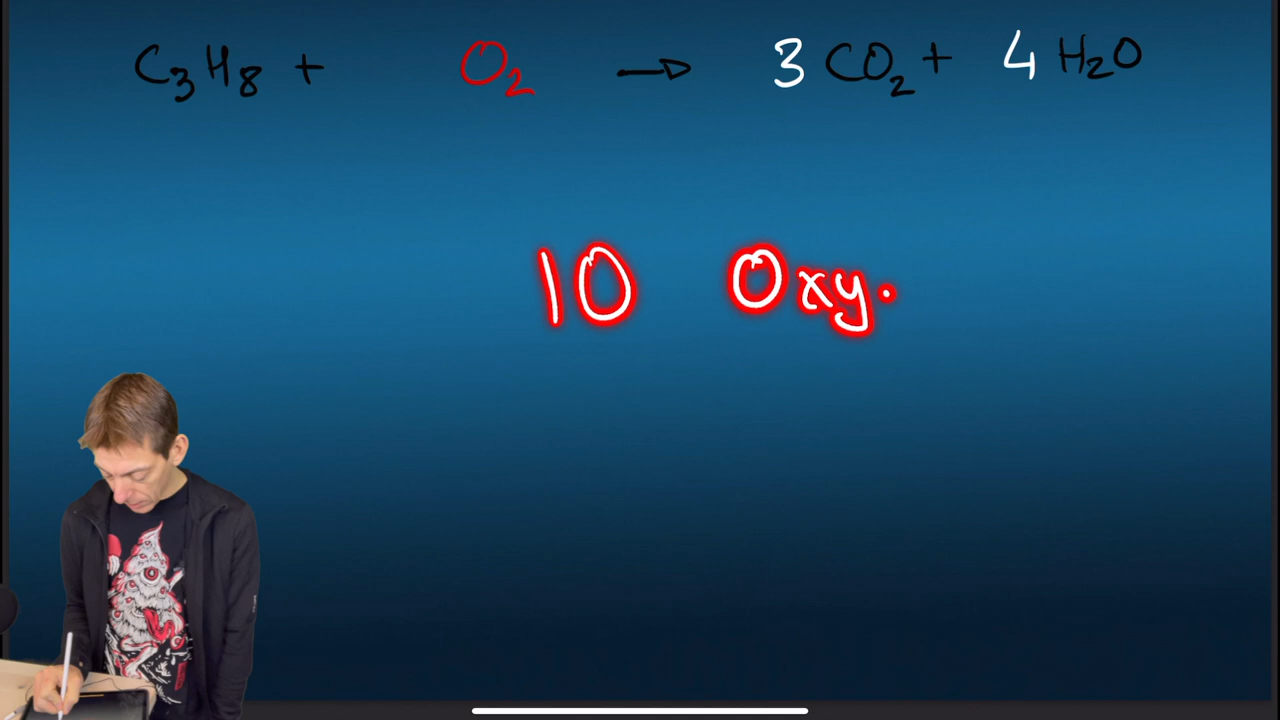 C₃H₈ + O₂ → 3 CO₂ + 4 H₂O
10 Oxy.